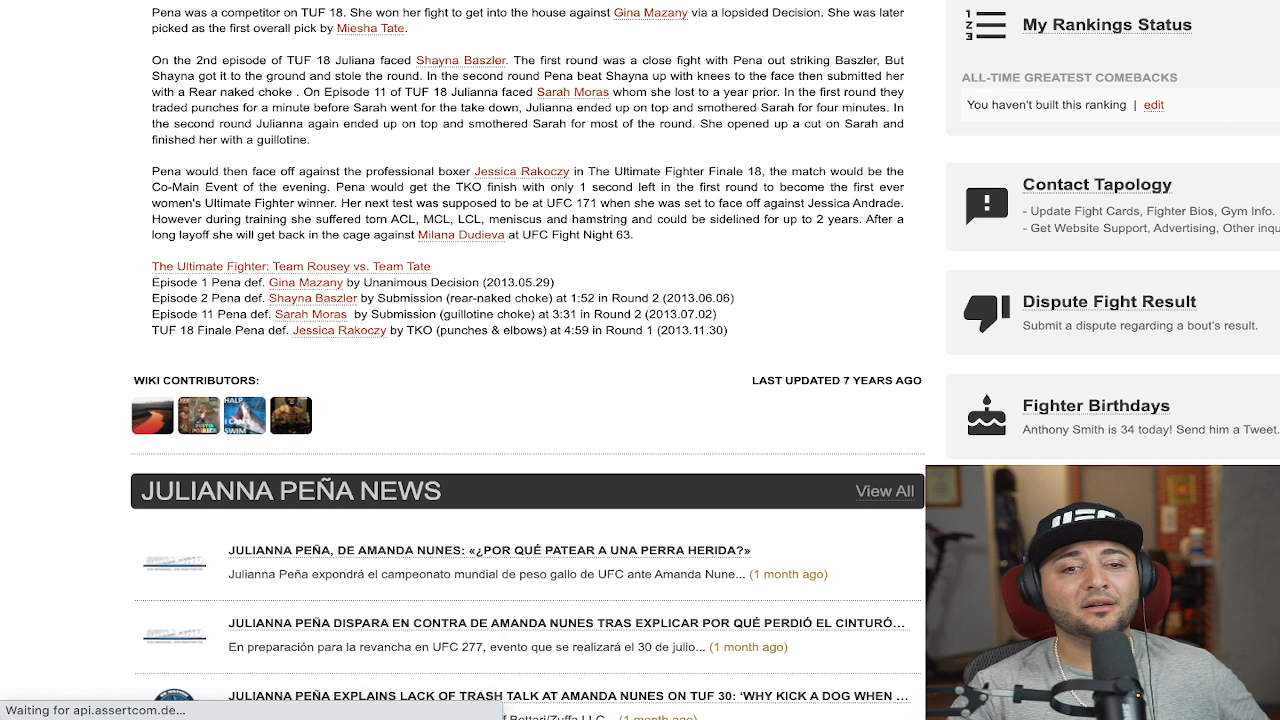 Pena was a competitor on TUF 18. She won her fight to get into the house against Gina Mazany via a lopsided Decision. She was later
picked as the first overall pick by Miesha Tate.
On the 2nd episode of TUF 18 Juliana faced Shayna Baszler. The first round was a close fight with Pena out striking Baszler, But
Shayna got it to the ground and stole the round. In the second round Pena beat Shayna up with knees to the face then submitted her
with a Rear naked choke . On Episode 11 of TUF 18 Julianna faced Sarah Moras whom she lost to a year prior. In the first round they
traded punches for a minute before Sarah went for the take down, Julianna ended up on top and smothered Sarah for four minutes. In
the second round Julianna again ended up on top and smothered Sarah for most of the round. She opened up a cut on Sarah and
finished her with a guillotine.
Pena would then face off against the professional boxer Jessica Rakoczy in The Ultimate Fighter Finale 18, the match would be the
Co-Main Event of the evening. Pena would get the TKO finish with only 1 second left in the first round to become the first ever
women's Ultimate Fighter winner. Her next test was supposed to be at UFC 171 when she was set to face off against Jessica Andrade.
However during training she suffered torn ACL, MCL, LCL, meniscus and hamstring and could be sidelined for up to 2 years. After a
long layoff she will get back in the cage against Milana Dudieva at UFC Fight Night 63.
The Ultimate Fighter: Team Rousey vs. Team Tate
Episode 1 Pena def. Gina Mazany by Unanimous Decision (2013.05.29)
Episode 2 Pena def. Shayna Baszler by Submission (rear-naked choke) at 1:52 in Round 2 (2013.06.06)
Episode 11 Pena def. Sarah Moras by Submission (guillotine choke) at 3:31 in Round 2 (2013.07.02)
TUF 18 Finale Pena def. Jessica Rakoczy by TKO (punches & elbows) at 4:59 in Round 1 (2013.11.30)
WIKI CONTRIBUTORS:
LAST UPDATED 7 YEARS AGO
HALP
I CAN'T
SWIM
JULIANNA PEÑA NEWS
View All
JULIANNA PEÑA, DE AMANDA NUNES: «¿POR QUÉ PATEAR A UNA PERRA HERIDA?»
Julianna Peña expondrá el campeonato mundial de peso gallo de UFC ante Amanda Nune... (1 month ago)
JULIANNA PEÑA DISPARA EN CONTRA DE AMANDA NUNES TRAS EXPLICAR POR QUÉ PERDIÓ EL CINTURÓ...
En preparación para la revancha en UFC 277, evento que se realizará el 30 de julio... (1 month ago)
JULIANNA PEÑA EXPLAINS LACK OF TRASH TALK AT AMANDA NUNES ON TUF 30: ‘WHY KICK A DOG WHEN ...
Bottari/Zuffa LLC... (1 month ago)
Waiting for api.assertcom.de...
1
2
3
My Rankings Status
ALL-TIME GREATEST COMEBACKS
You haven't built this ranking | edit
Contact Tapology
- Update Fight Cards, Fighter Bios, Gym Info.
- Get Website Support, Advertising, Other inqu
Dispute Fight Result
Submit a dispute regarding a bout's result.
Fighter Birthdays
Anthony Smith is 34 today! Send him a Tweet.
UFC